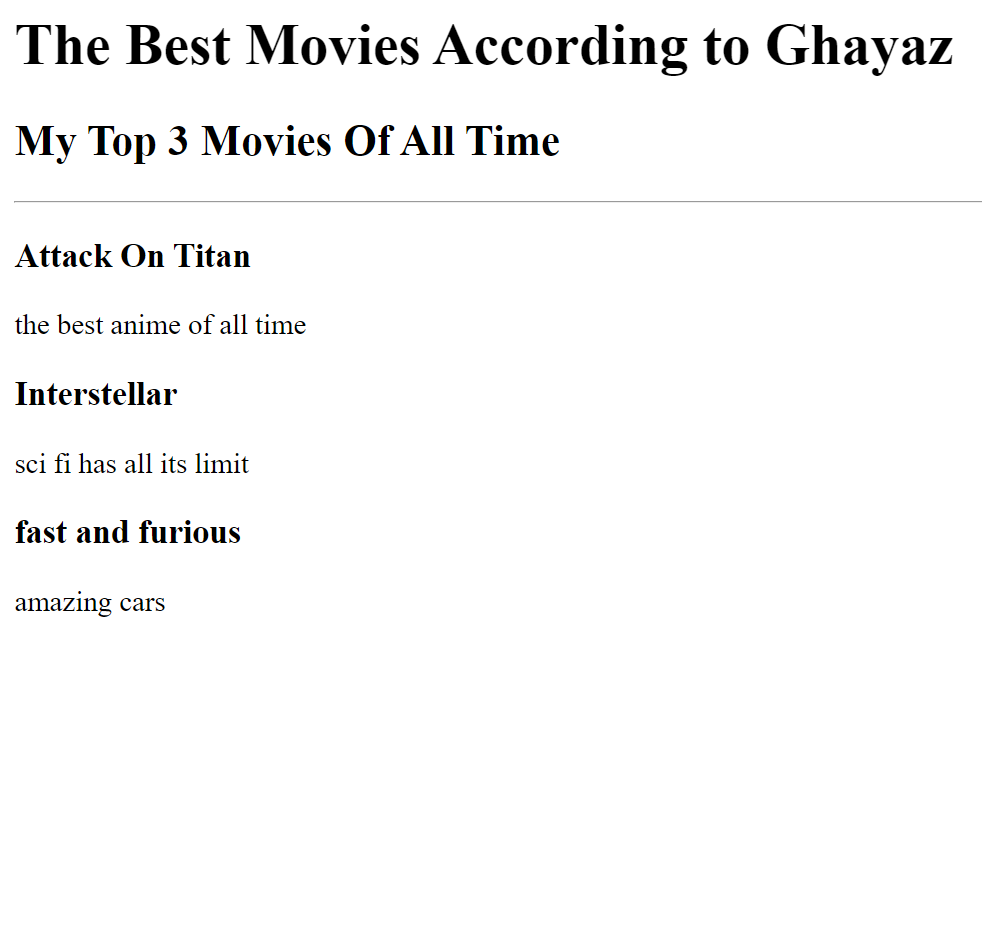 The Best Movies According to Ghayaz
My Top 3 Movies Of All Time
Attack On Titan
the best anime of all time
Interstellar
sci fi has all its limit
fast and furious
amazing cars